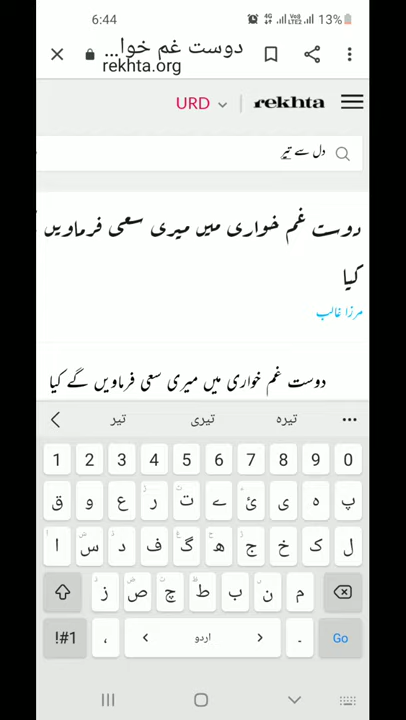 6:44 13%
دوست غم خوا...
rekhta.org
URD rekhta
دل سے تیر
دوست غم خواری میں میری سعی فرماویں
کیا
مرزا غالب
دوست غم خواری میں میری سعی فرماویں گے کیا
تیر تیری تیرہ
1 2 3 4 5 6 7 8 9 0
ق و ع ر ت ے ئ ی ہ پ
ا س د ف گ ھ ج خ ک ل
ز ص چ ط ب ن م
!#1 ، اردو ۔ Go